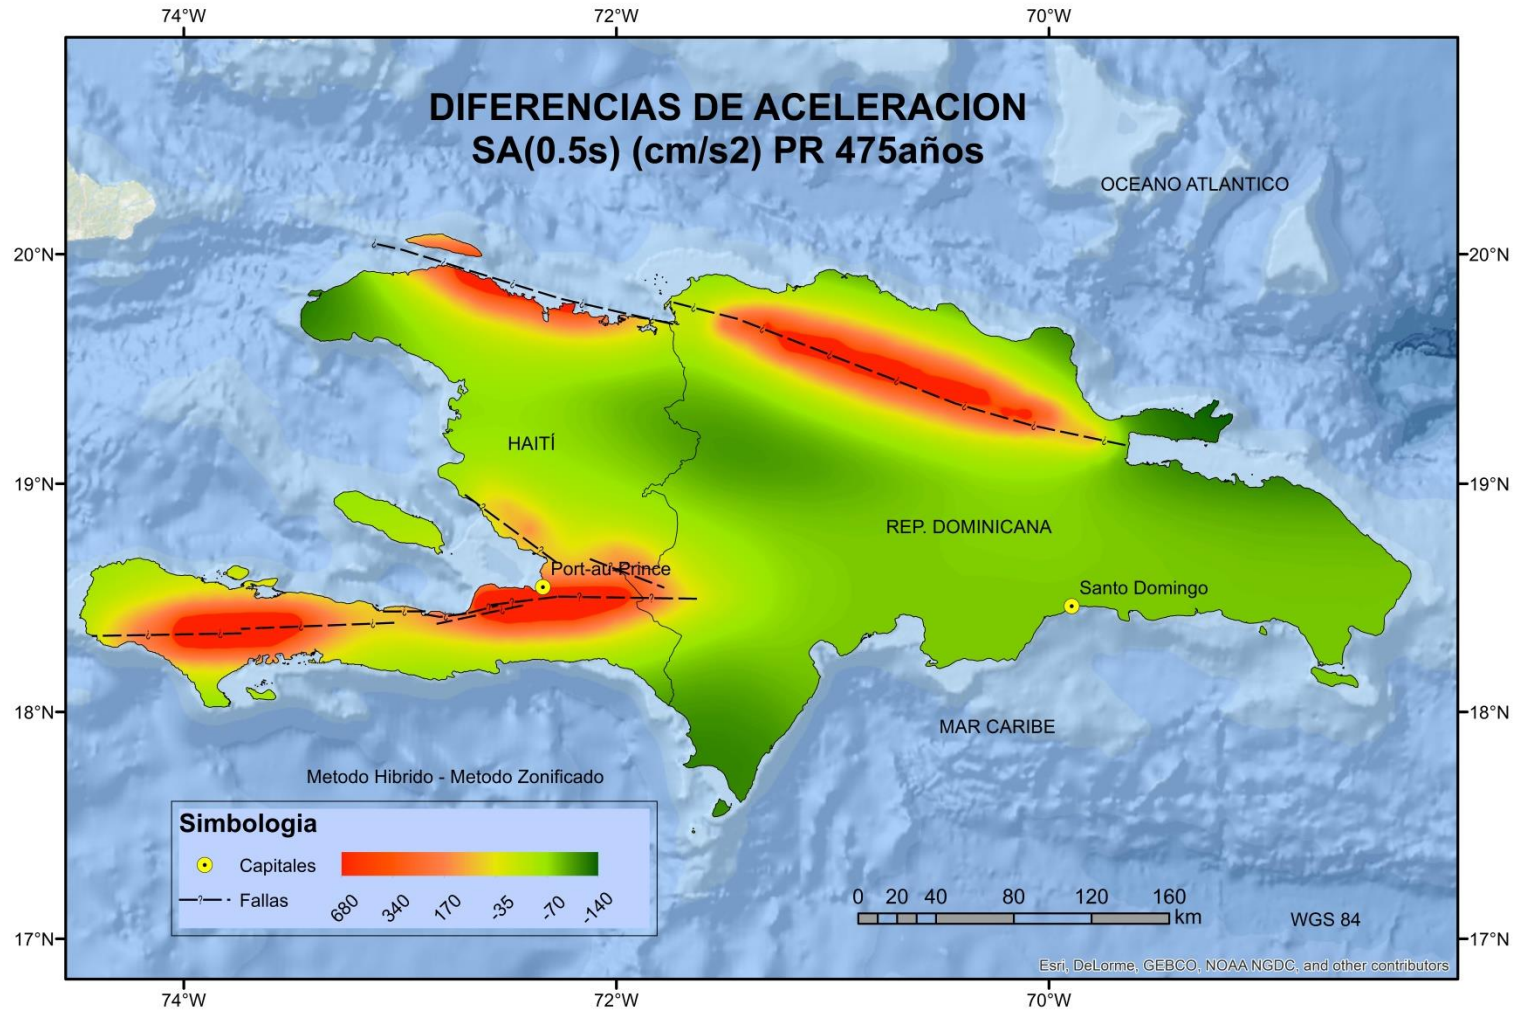 74°W 72°W 70°W
DIFERENCIAS DE ACELERACION
SA(0.5s) (cm/s2) PR 475años
OCEANO ATLANTICO
20°N 20°N
HAITÍ
19°N 19°N
REP. DOMINICANA
Port-au-Prince
Santo Domingo
18°N 18°N
MAR CARIBE
Metodo Hibrido - Metodo Zonificado
Simbologia
Capitales
Fallas
680 340 170 -35 -70 -140
0 20 40 80 120 160
km
WGS 84
17°N 17°N
Esri, DeLorme, GEBCO, NOAA NGDC, and other contributors
74°W 72°W 70°W